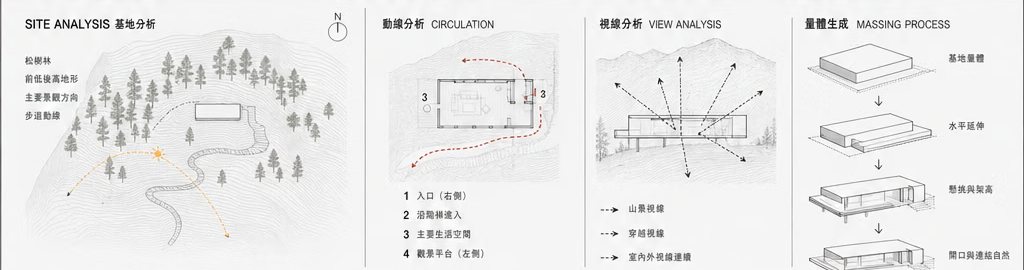 SITE ANALYSIS 基地分析
N
松樹林
前低後高地形
主要景觀方向
步道動線
動線分析 CIRCULATION
3
3
1 入口（右側）
2 沿階梯進入
3 主要生活空間
4 觀景平台（左側）
視線分析 VIEW ANALYSIS
山景視線
穿越視線
室內外視線連續
量體生成 MASSING PROCESS
基地量體
水平延伸
懸挑與架高
開口與連結自然